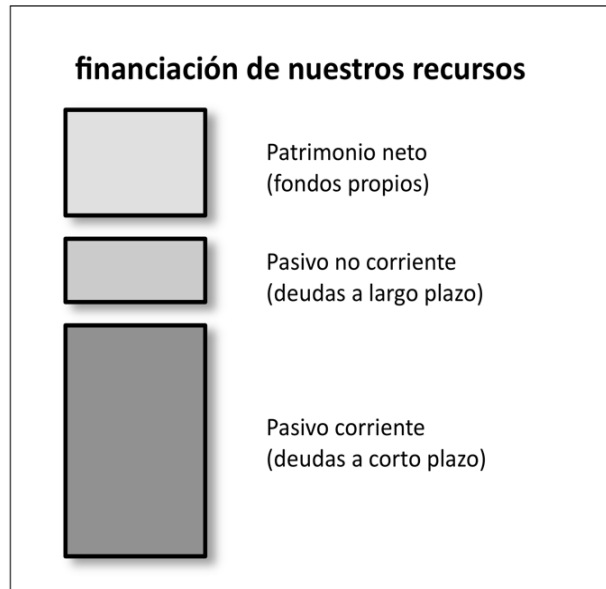 financiación de nuestros recursos
Patrimonio neto
(fondos propios)
Pasivo no corriente
(deudas a largo plazo)
Pasivo corriente
(deudas a corto plazo)